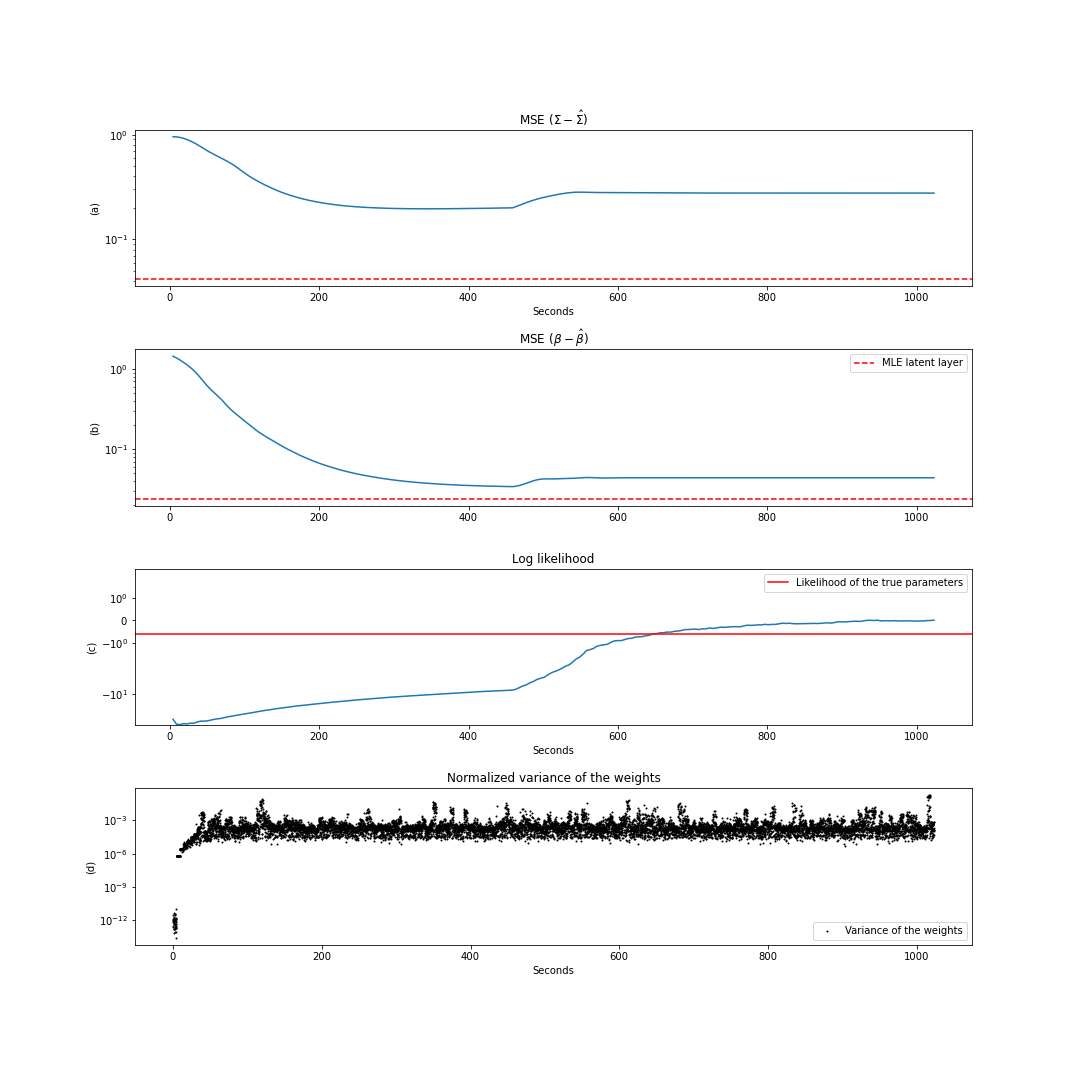 MSE (Σ − Σ̂)
10⁰
10⁻¹
(a)
0 200 400 600 800 1000
Seconds
MSE (β − β̂)
MLE latent layer
10⁰
10⁻¹
(b)
0 200 400 600 800 1000
Log likelihood
Likelihood of the true parameters
10⁰
0
−10⁰
−10¹
(c)
0 200 400 600 800 1000
Seconds
Normalized variance of the weights
10⁻³
10⁻⁶
10⁻⁹
10⁻¹²
(d)
Variance of the weights
0 200 400 600 800 1000
Seconds